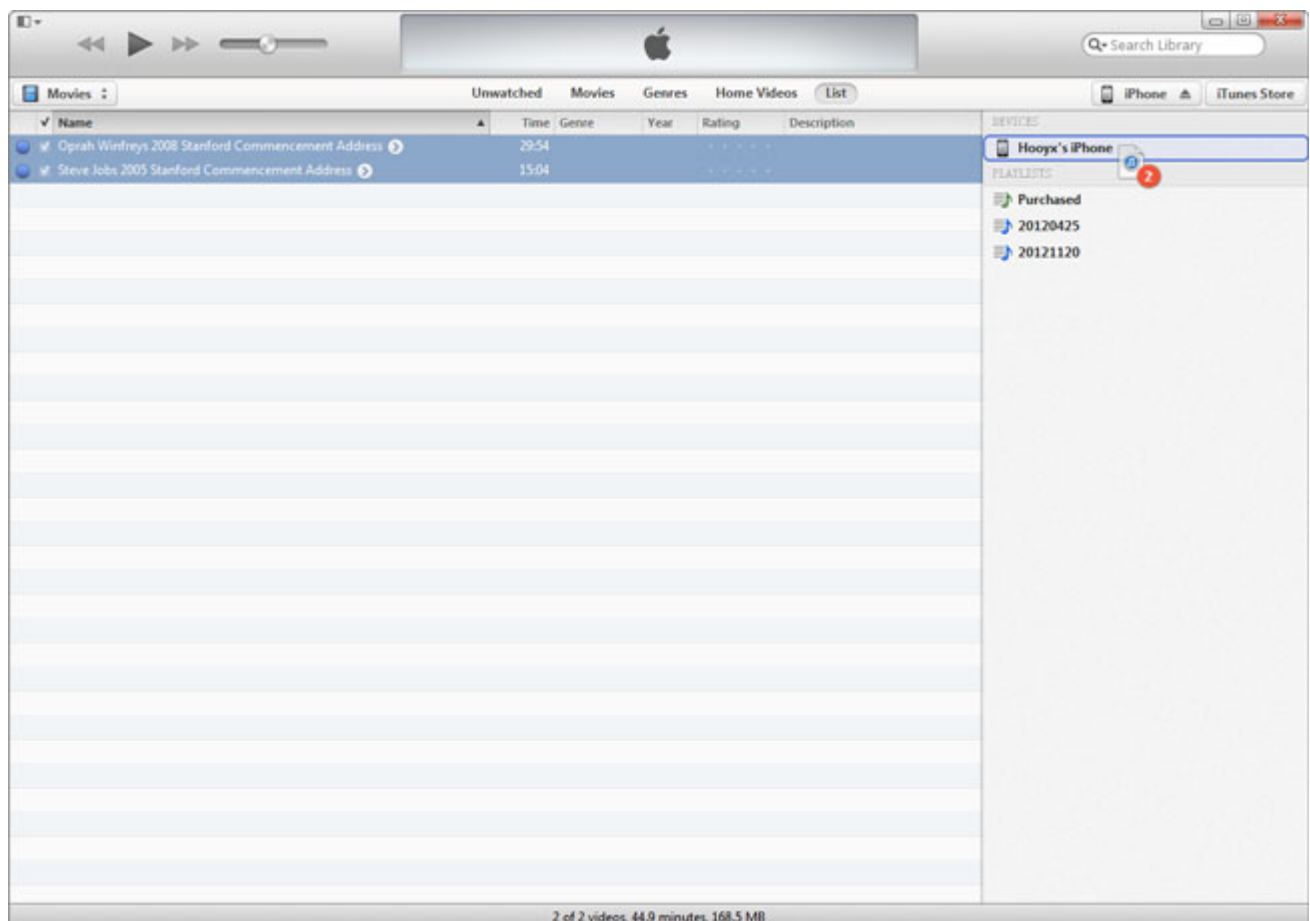 Search Library
Movies Unwatched Movies Genres Home Videos List iPhone iTunes Store
Name Time Genre Year Rating Description DEVICES
Oprah Winfreys 2008 Stanford Commencement Address 29:54 Hooyx's iPhone 2
Steve Jobs 2005 Stanford Commencement Address 15:04 PLAYLISTS
Purchased
20120425
20121120
2 of 2 videos, 44.9 minutes, 168.5 MB